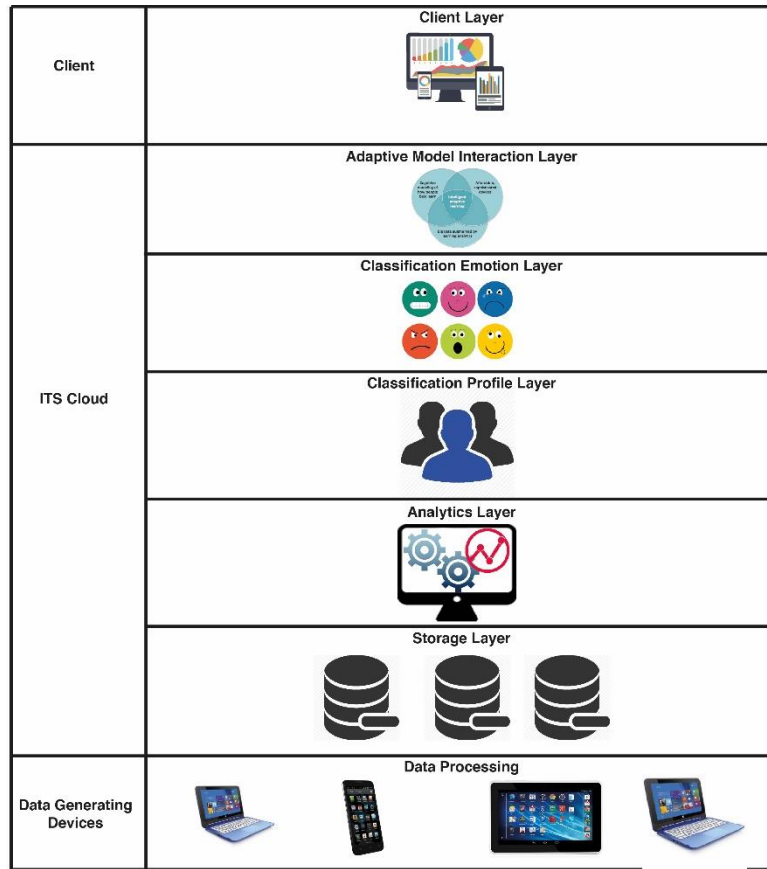 Client Layer
Client
Adaptive Model Interaction Layer
Classification Emotion Layer
ITS Cloud
Classification Profile Layer
Analytics Layer
Storage Layer
Data Processing
Data Generating
Devices